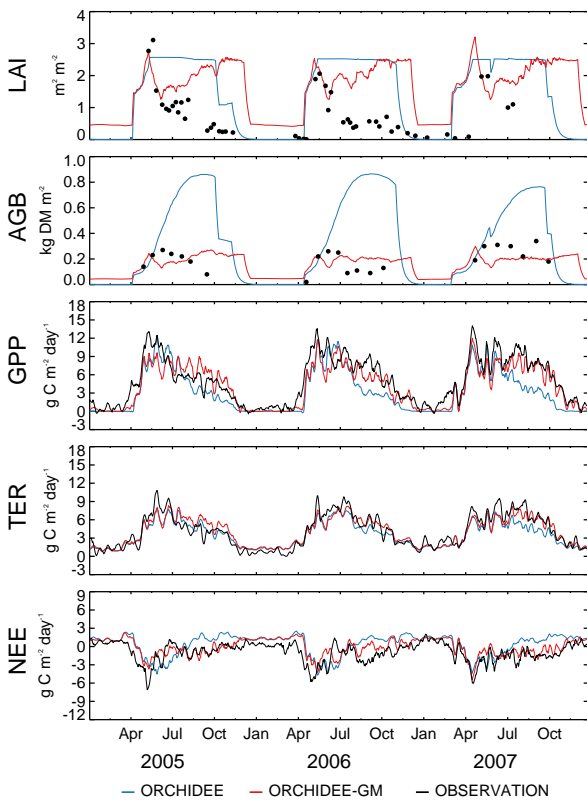 LAI
m² m⁻²
4
3
2
1
0
AGB
kg DM m⁻²
1.0
0.8
0.6
0.4
0.2
0.0
GPP
g C m⁻² day⁻¹
18
15
12
9
6
3
0
-3
TER
g C m⁻² day⁻¹
18
15
12
9
6
3
0
-3
NEE
g C m⁻² day⁻¹
9
6
3
0
-3
-6
-9
-12
Apr Jul Oct Jan Apr Jul Oct Jan Apr Jul Oct
2005 2006 2007
ORCHIDEE ORCHIDEE-GM OBSERVATION